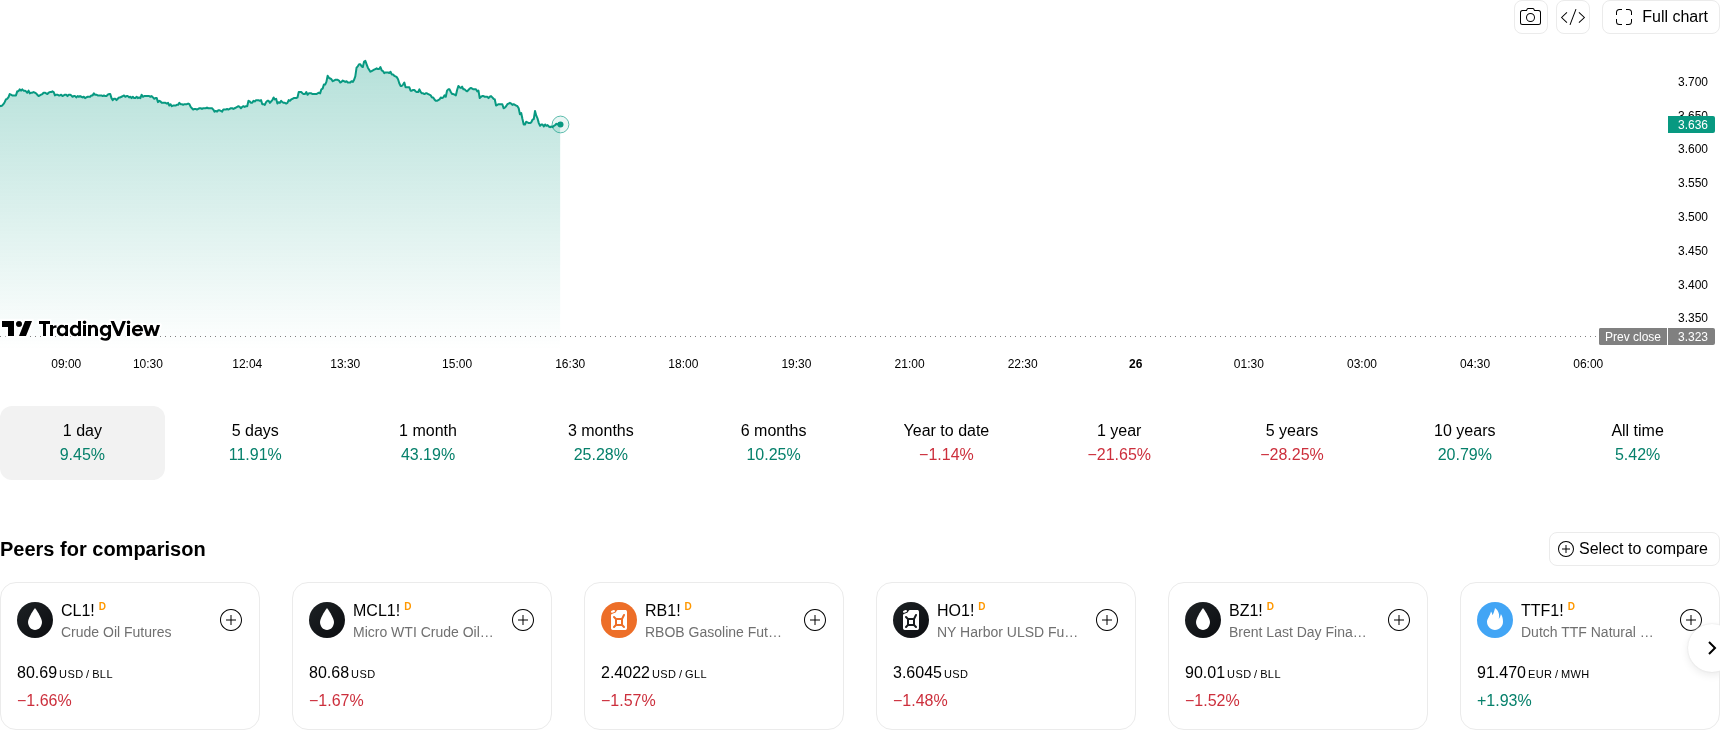 Full chart
3.700
3.650
3.636
3.600
3.550
3.500
3.450
3.400
3.350
TradingView
Prev close 3.323
09:00 10:30 12:04 13:30 15:00 16:30 18:00 19:30 21:00 22:30 26 01:30 03:00 04:30 06:00
1 day 5 days 1 month 3 months 6 months Year to date 1 year 5 years 10 years All time
9.45% 11.91% 43.19% 25.28% 10.25% −1.14% −21.65% −28.25% 20.79% 5.42%
Peers for comparison
Select to compare
CL1! D
Crude Oil Futures
80.69 USD / BLL
−1.66%
MCL1! D
Micro WTI Crude Oil…
80.68 USD
−1.67%
RB1! D
RBOB Gasoline Fut…
2.4022 USD / GLL
−1.57%
HO1! D
NY Harbor ULSD Fu…
3.6045 USD
−1.48%
BZ1! D
Brent Last Day Fina…
90.01 USD / BLL
−1.52%
TTF1! D
Dutch TTF Natural …
91.470 EUR / MWH
+1.93%